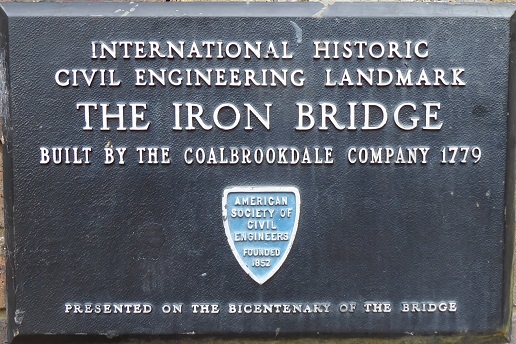 INTERNATIONAL HISTORIC
CIVIL ENGINEERING LANDMARK
THE IRON BRIDGE
BUILT BY THE COALBROOKDALE COMPANY 1779
AMERICAN
SOCIETY OF
CIVIL
ENGINEERS
FOUNDED
1852
PRESENTED ON THE BICENTENARY OF THE BRIDGE